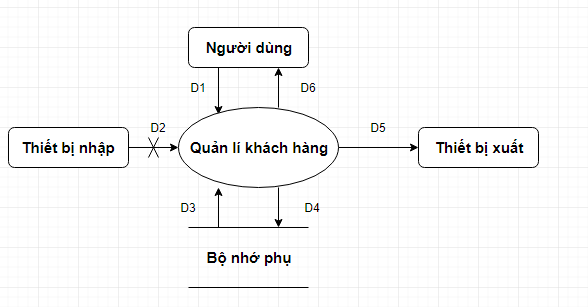 Người dùng
D1
D6
D2
D5
Thiết bị nhập
Quản lí khách hàng
Thiết bị xuất
D3
D4
Bộ nhớ phụ